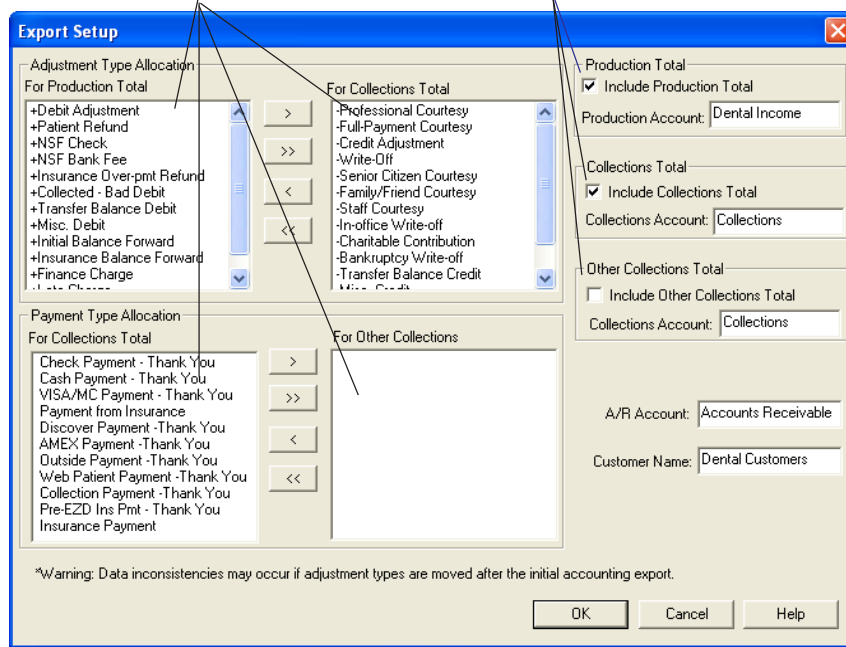 Export Setup
Adjustment Type Allocation
For Production Total
+Debit Adjustment
+Patient Refund
+NSF Check
+NSF Bank Fee
+Insurance Over-pmt Refund
+Collected - Bad Debit
+Transfer Balance Debit
+Misc. Debit
+Initial Balance Forward
+Insurance Balance Forward
+Finance Charge
+Late Charge
>
>>
<
<<
For Collections Total
-Professional Courtesy
-Full-Payment Courtesy
-Credit Adjustment
-Write-Off
-Senior Citizen Courtesy
-Family/Friend Courtesy
-Staff Courtesy
-In-office Write-off
-Charitable Contribution
-Bankruptcy Write-off
-Transfer Balance Credit
-Misc. Credit
Payment Type Allocation
For Collections Total
Check Payment - Thank You
Cash Payment - Thank You
VISA/MC Payment - Thank You
Payment from Insurance
Discover Payment -Thank You
AMEX Payment - Thank You
Outside Payment -Thank You
Web Patient Payment - Thank You
Collection Payment -Thank You
Pre-EZD Ins Pmt - Thank You
Insurance Payment
>
>>
<
<<
For Other Collections
Production Total
Include Production Total
Production Account: Dental Income
Collections Total
Include Collections Total
Collections Account: Collections
Other Collections Total
Include Other Collections Total
Collections Account: Collections
A/R Account: Accounts Receivable
Customer Name: Dental Customers
*Warning: Data inconsistencies may occur if adjustment types are moved after the initial accounting export.
OK Cancel Help